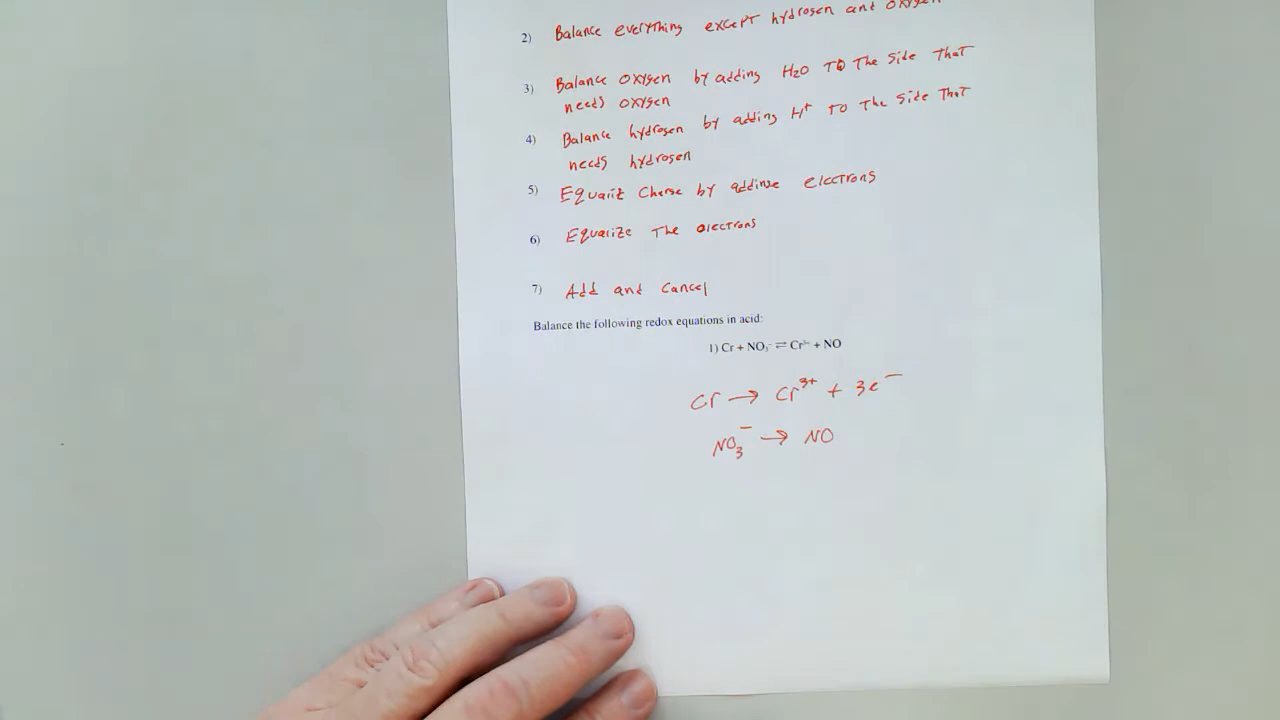 2) Balance everything except hydrogen and oxygen
3) Balance oxygen by adding H2O TO The side That
needs oxygen
4) Balance hydrogen by adding H⁺ TO The side That
needs hydrogen
5) Equalit Charge by addinge electrons
6) Equalize The electrons
7) Add and Cancel
Balance the following redox equations in acid:
1) Cr + NO₃⁻ ⇌ Cr³⁺ + NO
Cr → Cr³⁺ + 3e⁻
NO₃⁻ → NO